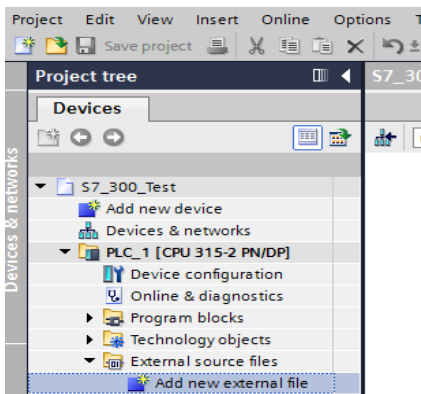 Project Edit View Insert Online Options
Save project
Project tree
S7_30
Devices
Devices & networks
S7_300_Test
Add new device
Devices & networks
PLC_1 [CPU 315-2 PN/DP]
Device configuration
Online & diagnostics
Program blocks
Technology objects
External source files
Add new external file